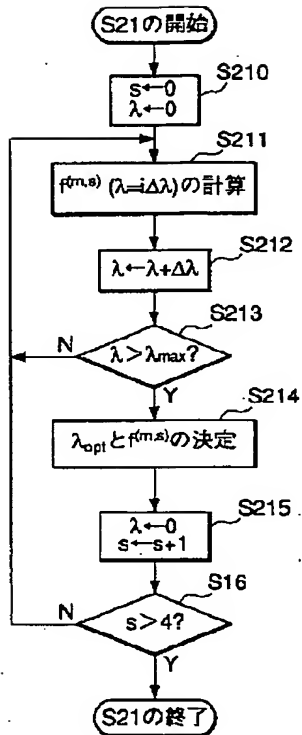 S21の開始
S210
s←0
λ←0
S211
f(m,s) (λ=iΔλ)の計算
S212
λ←λ+Δλ
S213
N
λ>λmax?
Y
S214
λoptとf(m,s)の決定
S215
λ←0
s←s+1
S16
N
s>4?
Y
S21の終了